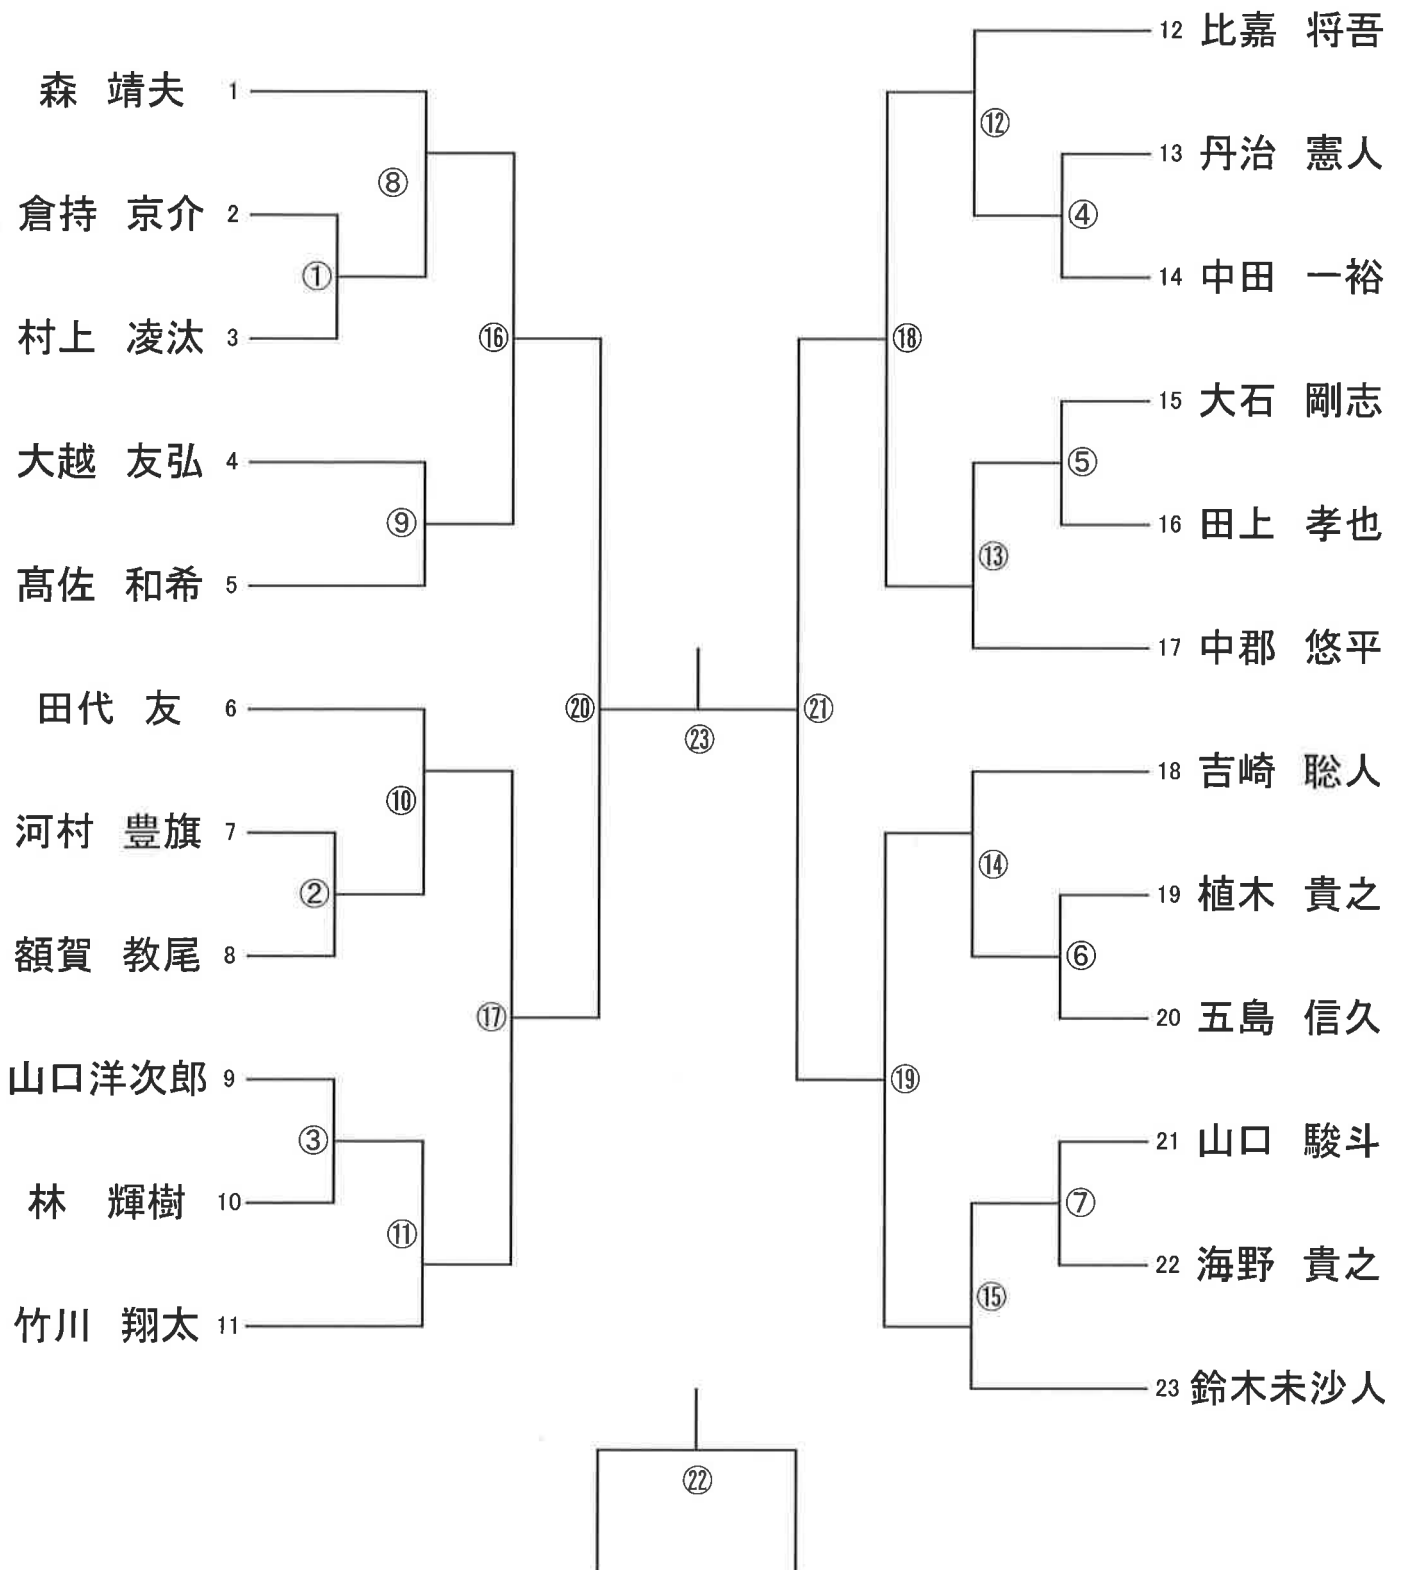 森 靖夫 1
倉持 京介 2
村上 凌汰 3
大越 友弘 4
髙佐 和希 5
田代 友 6
河村 豊旗 7
額賀 教尾 8
山口洋次郎 9
林 輝樹 10
竹川 翔太 11
①
②
③
⑧
⑨
⑩
⑪
⑯
⑰
⑳
㉓
㉒
㉑
⑱
⑲
⑫
⑬
⑭
⑮
④
⑤
⑥
⑦
12 比嘉 将吾
13 丹治 憲人
14 中田 一裕
15 大石 剛志
16 田上 孝也
17 中郡 悠平
18 吉崎 聡人
19 植木 貴之
20 五島 信久
21 山口 駿斗
22 海野 貴之
23 鈴木未沙人